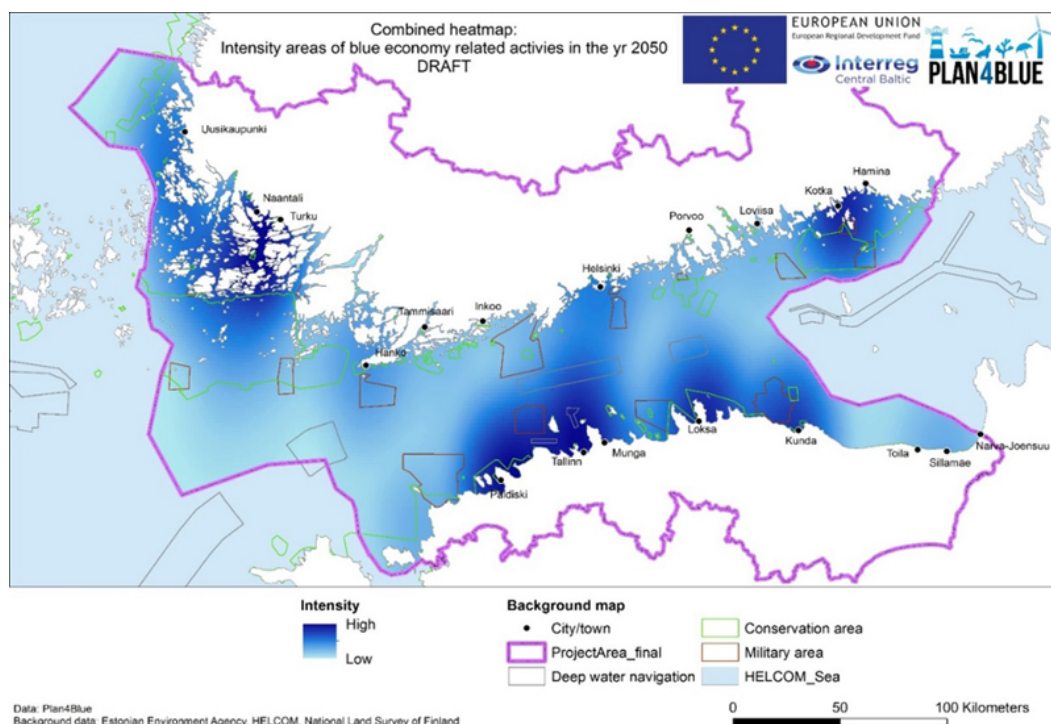 Combined heatmap:
Intensity areas of blue economy related activies in the yr 2050
DRAFT
EUROPEAN UNION
European Regional Development Fund
Interreg
Central Baltic
PLAN4BLUE
Uusikaupunki
Naantali
Turku
Hamina
Kotka
Loviisa
Porvoo
Helsinki
Inkoo
Tammisaari
Hanko
Loksa
Kunda
Munga
Tallinn
Paldiski
Toila
Sillamae
Narva-Joensuu
Intensity
High
Low
Background map
City/town
ProjectArea_final
Deep water navigation
Conservation area
Military area
HELCOM_Sea
Data: Plan4Blue
Background data: Estonian Environment Agency, HELCOM, National Land Survey of Finland
0 50 100 Kilometers